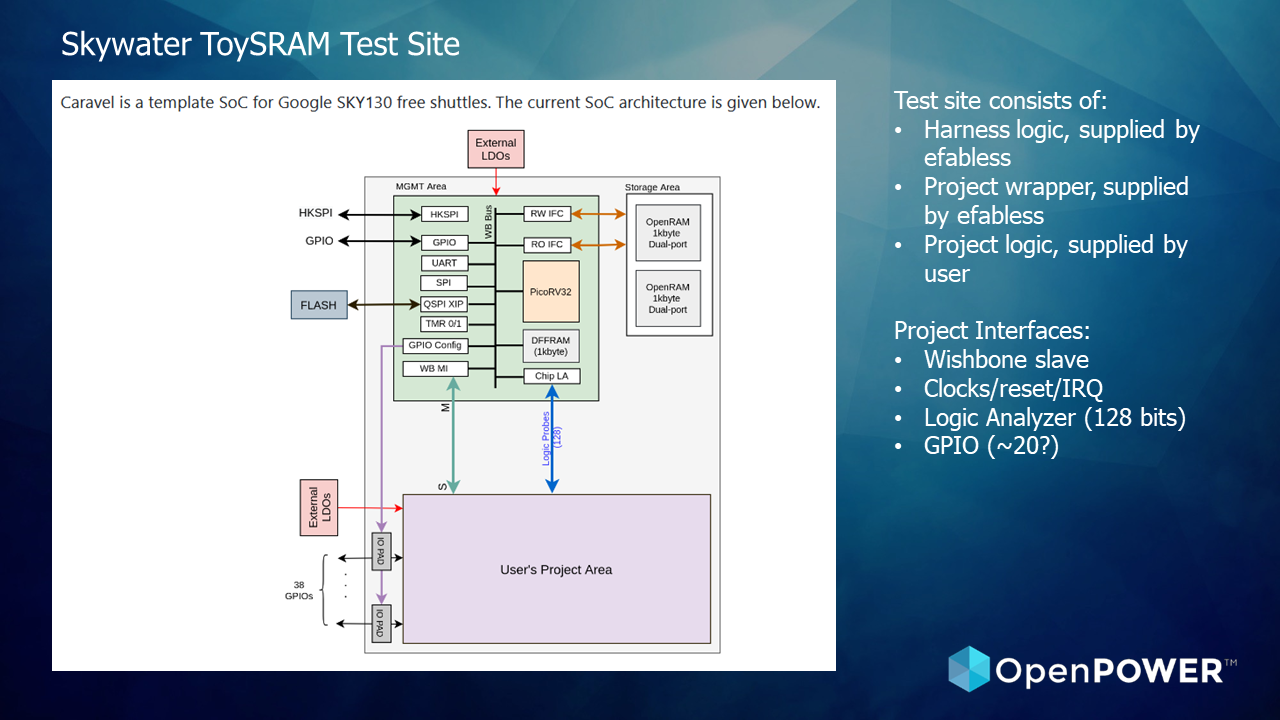 Skywater ToySRAM Test Site
Caravel is a template SoC for Google SKY130 free shuttles. The current SoC architecture is given below.
External
LDOs
MGMT Area
Storage Area
HKSPI
HKSPI
WB Bus
RW IFC
OpenRAM
1kbyte
Dual-port
GPIO
GPIO
RO IFC
UART
SPI
PicoRV32
OpenRAM
1kbyte
Dual-port
FLASH
QSPI XIP
TMR 0/1
GPIO Config
DFFRAM
(1kbyte)
WB MI
Chip LA
M
Logic Probes
(128)
S
External
LDOs
IO PAD
User's Project Area
38
GPIOs
.
.
.
IO PAD
Test site consists of:
• Harness logic, supplied by
efabless
• Project wrapper, supplied
by efabless
• Project logic, supplied by
user
Project Interfaces:
• Wishbone slave
• Clocks/reset/IRQ
• Logic Analyzer (128 bits)
• GPIO (~20?)
OpenPOWER™